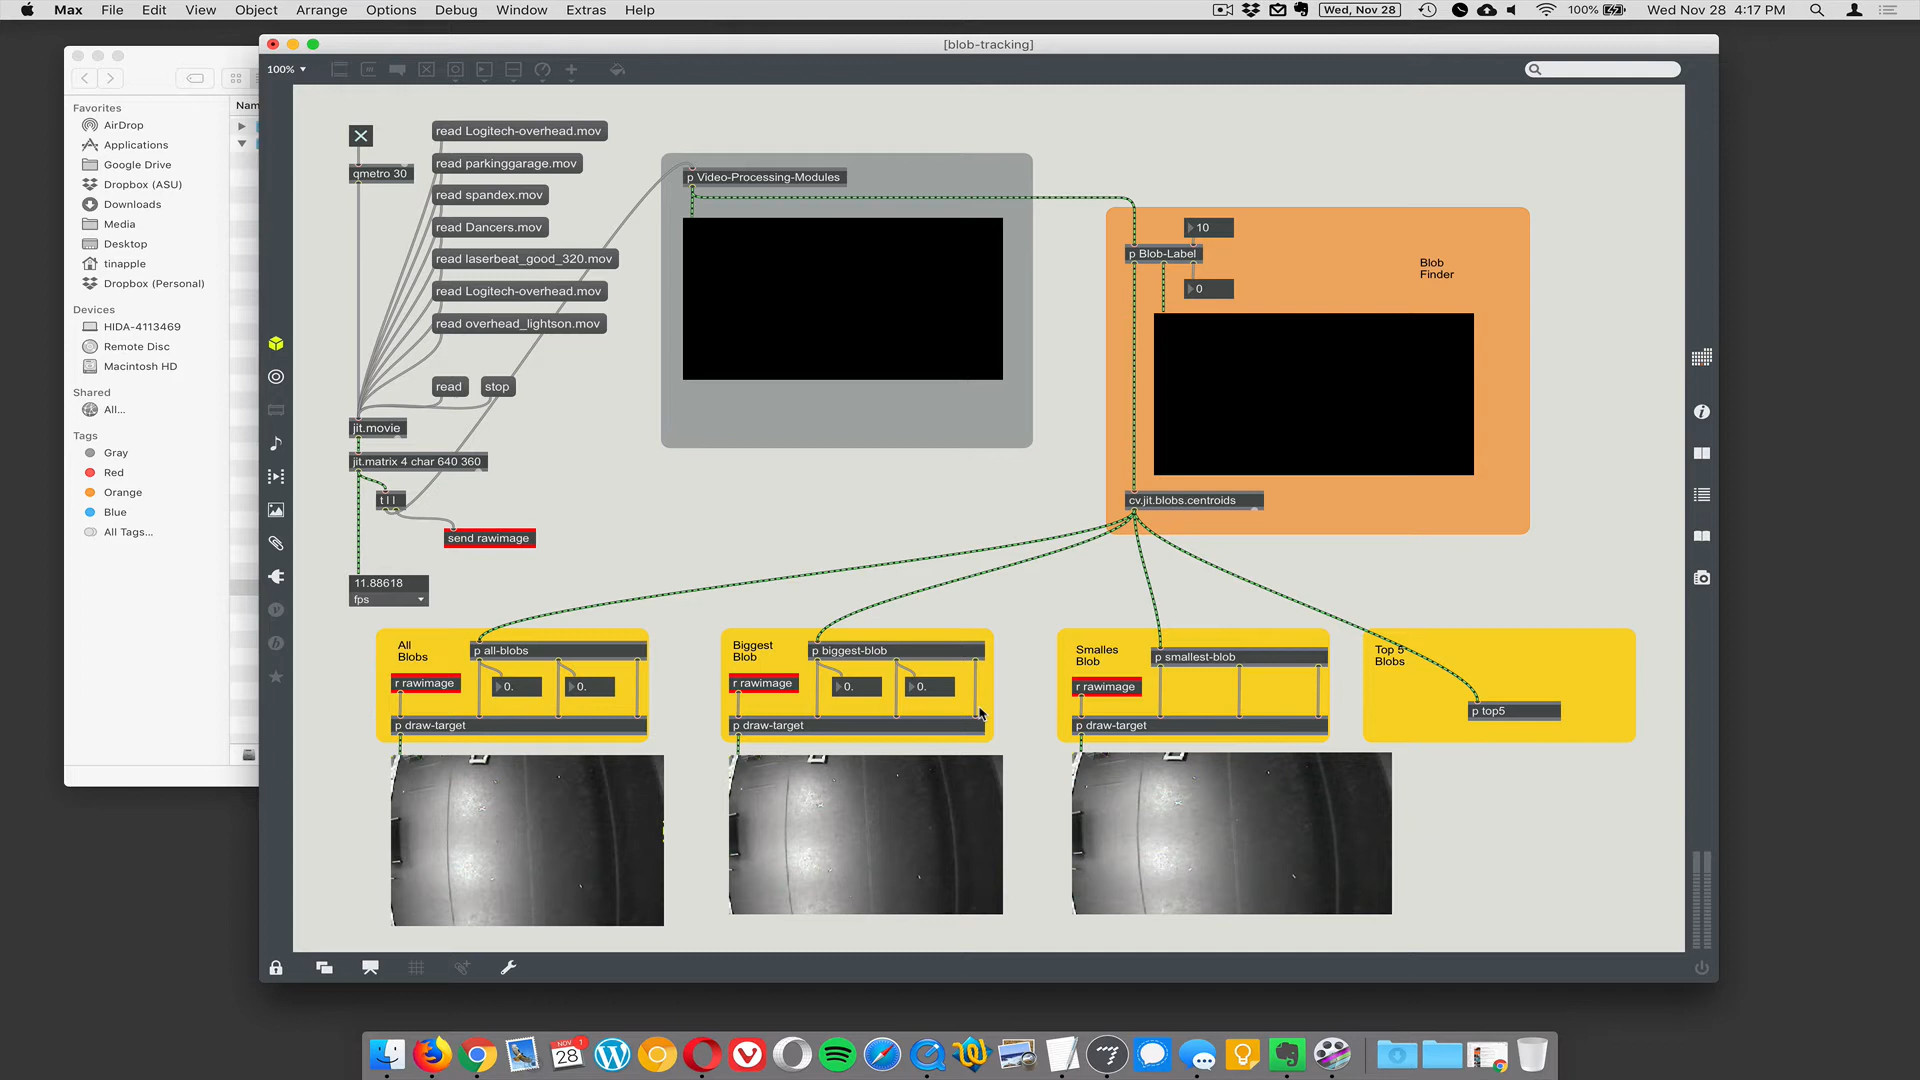 Max File Edit View Object Arrange Options Debug Window Extras Help
Wed, Nov 28
100%
Wed Nov 28 4:17 PM
[blob-tracking]
100%
Favorites
AirDrop
Applications
Google Drive
Dropbox (ASU)
Downloads
Media
Desktop
tinapple
Dropbox (Personal)
Devices
HIDA-4113469
Remote Disc
Macintosh HD
Shared
All...
Tags
Gray
Red
Orange
Blue
All Tags...
Nam
qmetro 30
read Logitech-overhead.mov
read parkinggarage.mov
read spandex.mov
read Dancers.mov
read laserbeat_good_320.mov
read Logitech-overhead.mov
read overhead_lightson.mov
read
stop
jit.movie
jit.matrix 4 char 640 360
t l l
send rawimage
11.88618
fps
p Video-Processing-Modules
10
p Blob-Label
0
Blob
Finder
cv.jit.blobs.centroids
All
Blobs
p all-blobs
r rawimage
0.
0.
p draw-target
Biggest
Blob
p biggest-blob
r rawimage
0.
0.
p draw-target
Smalles
Blob
p smallest-blob
r rawimage
p draw-target
Top 5
Blobs
p top5
NOV
28
1